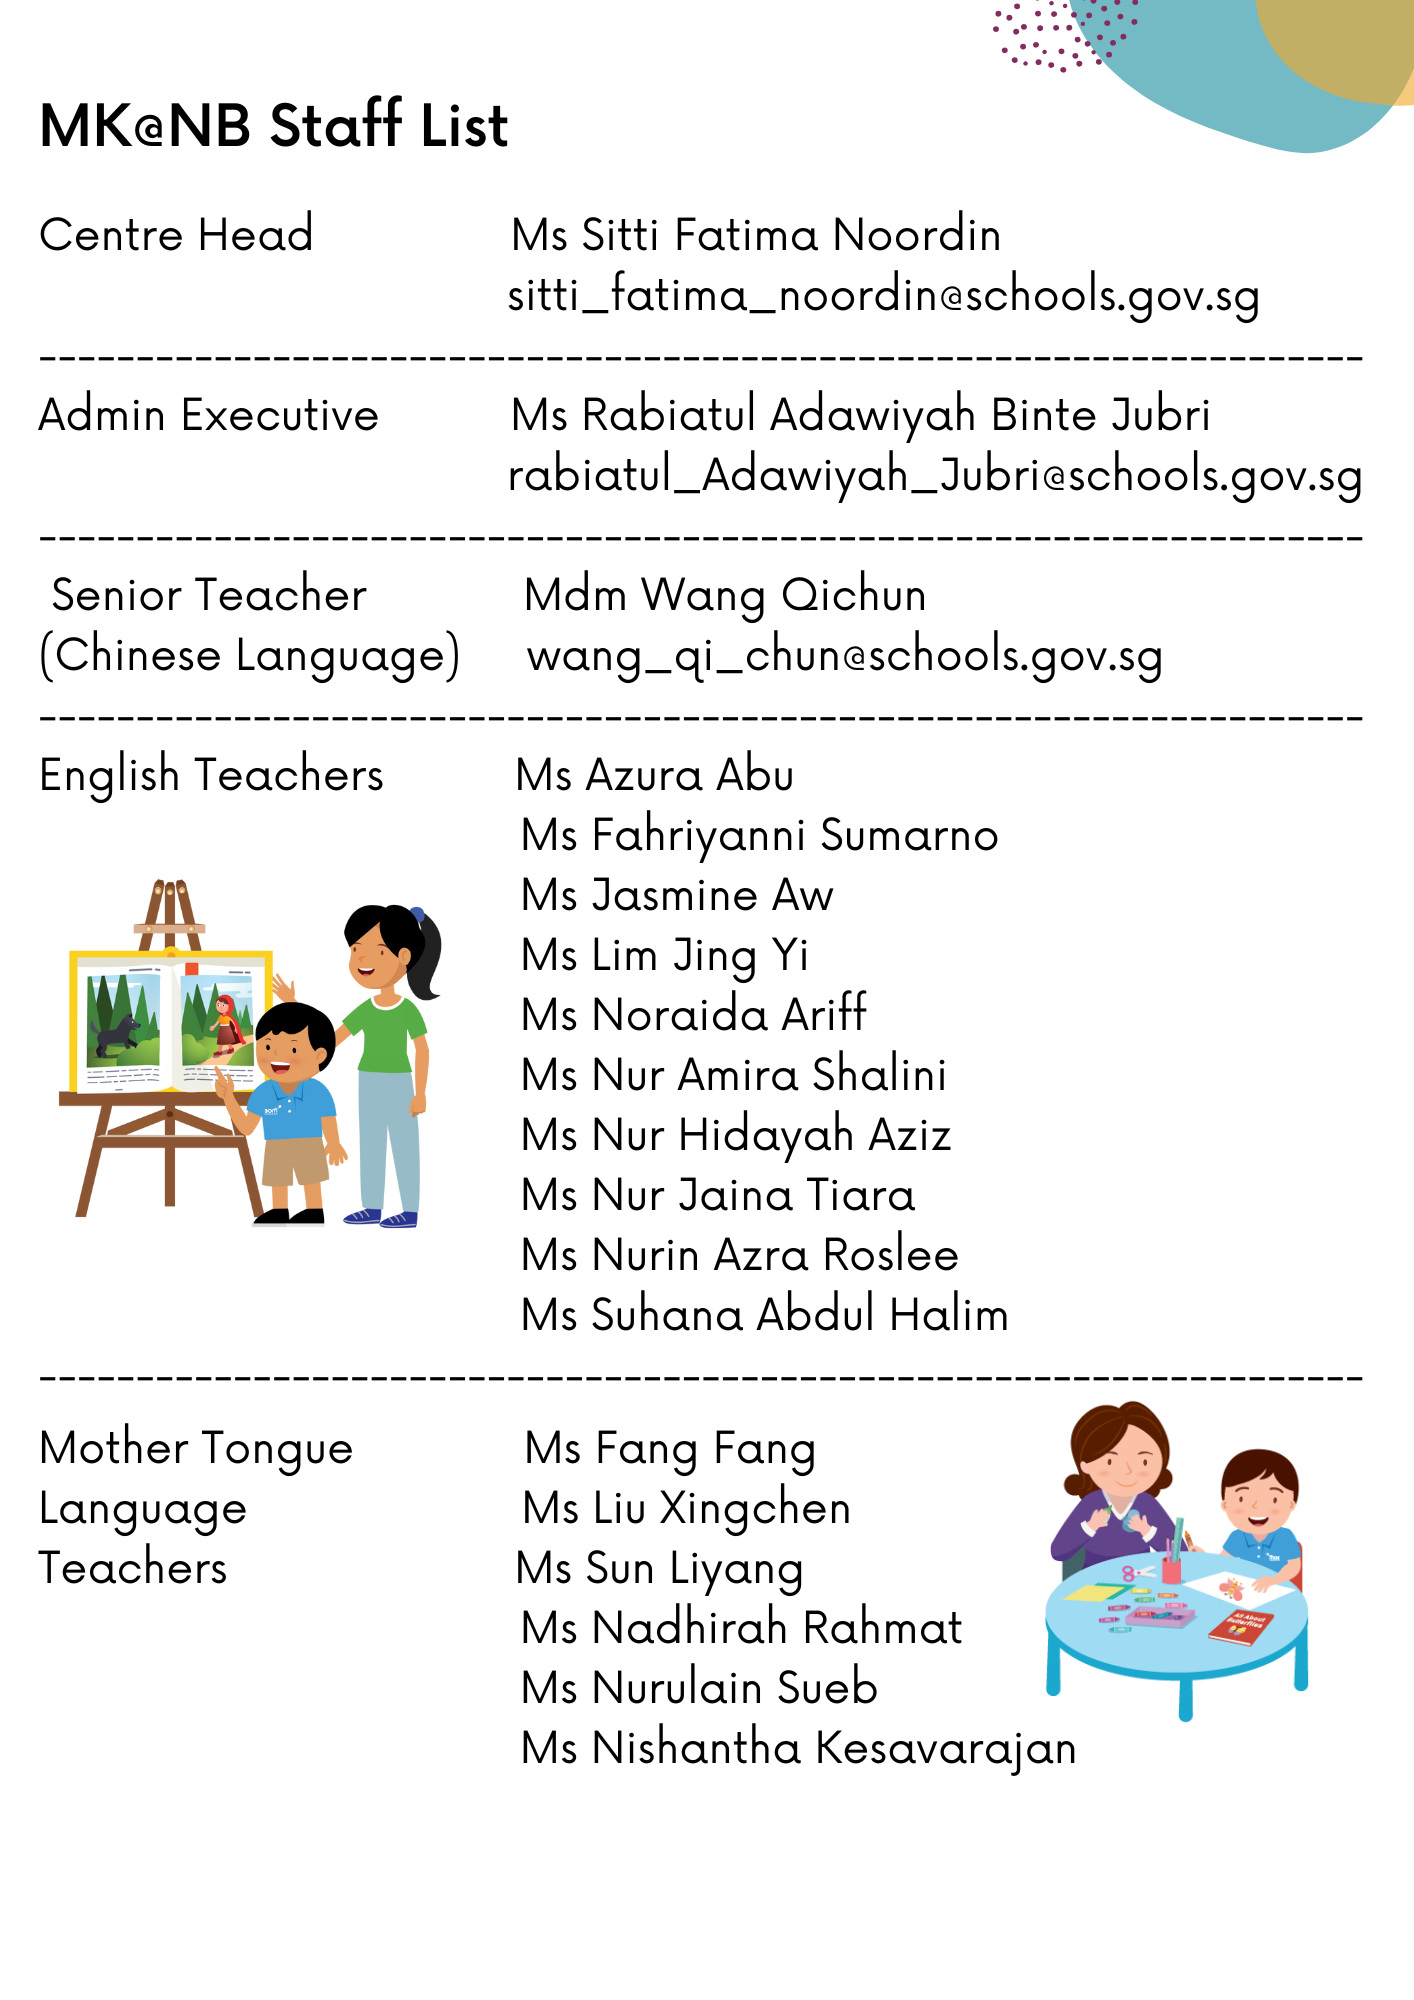 MK@NB Staff List
Centre Head Ms Sitti Fatima Noordin
sitti_fatima_noordin@schools.gov.sg
--------------------------------------------------------------------
Admin Executive Ms Rabiatul Adawiyah Binte Jubri
rabiatul_Adawiyah_Jubri@schools.gov.sg
--------------------------------------------------------------------
Senior Teacher Mdm Wang Qichun
(Chinese Language) wang_qi_chun@schools.gov.sg
--------------------------------------------------------------------
English Teachers Ms Azura Abu
Ms Fahriyanni Sumarno
Ms Jasmine Aw
Ms Lim Jing Yi
Ms Noraida Ariff
Ms Nur Amira Shalini
Ms Nur Hidayah Aziz
Ms Nur Jaina Tiara
Ms Nurin Azra Roslee
Ms Suhana Abdul Halim
--------------------------------------------------------------------
Mother Tongue Ms Fang Fang
Language Ms Liu Xingchen
Teachers Ms Sun Liyang
Ms Nadhirah Rahmat
Ms Nurulain Sueb
Ms Nishantha Kesavarajan
All About
Butterflies